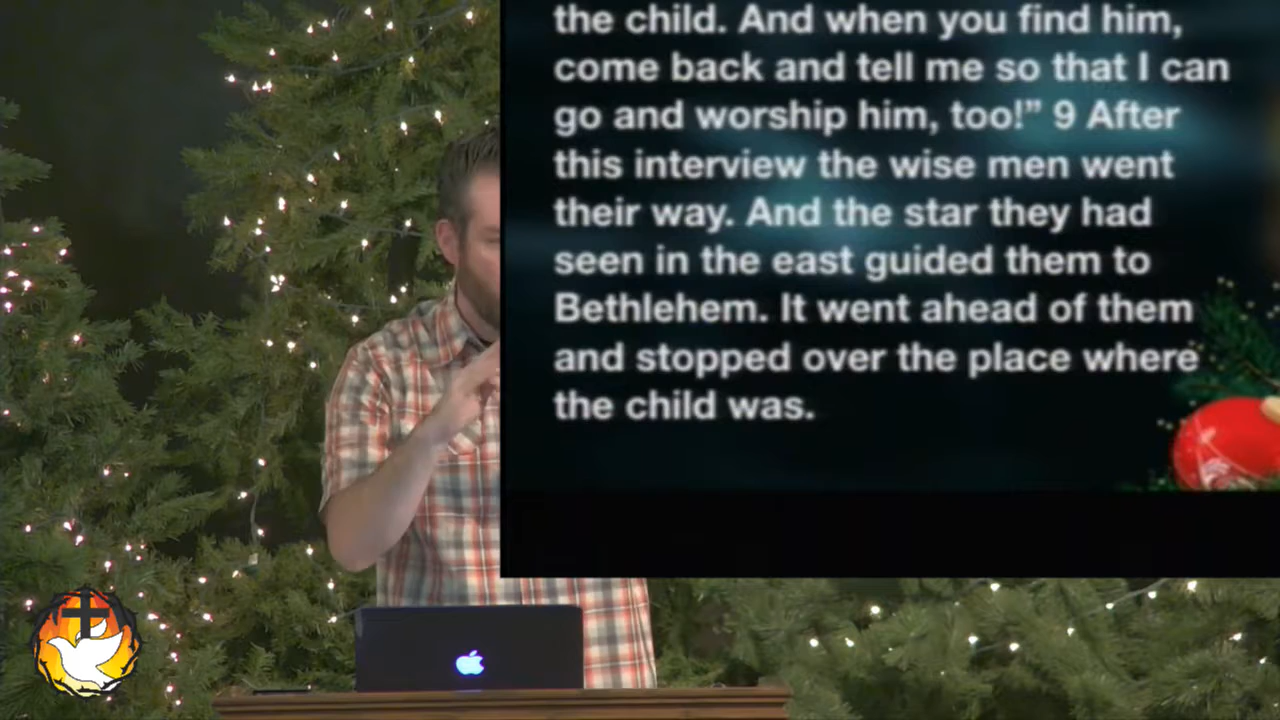 the child. And when you find him,
come back and tell me so that I can
go and worship him, too!” 9 After
this interview the wise men went
their way. And the star they had
seen in the east guided them to
Bethlehem. It went ahead of them
and stopped over the place where
the child was.